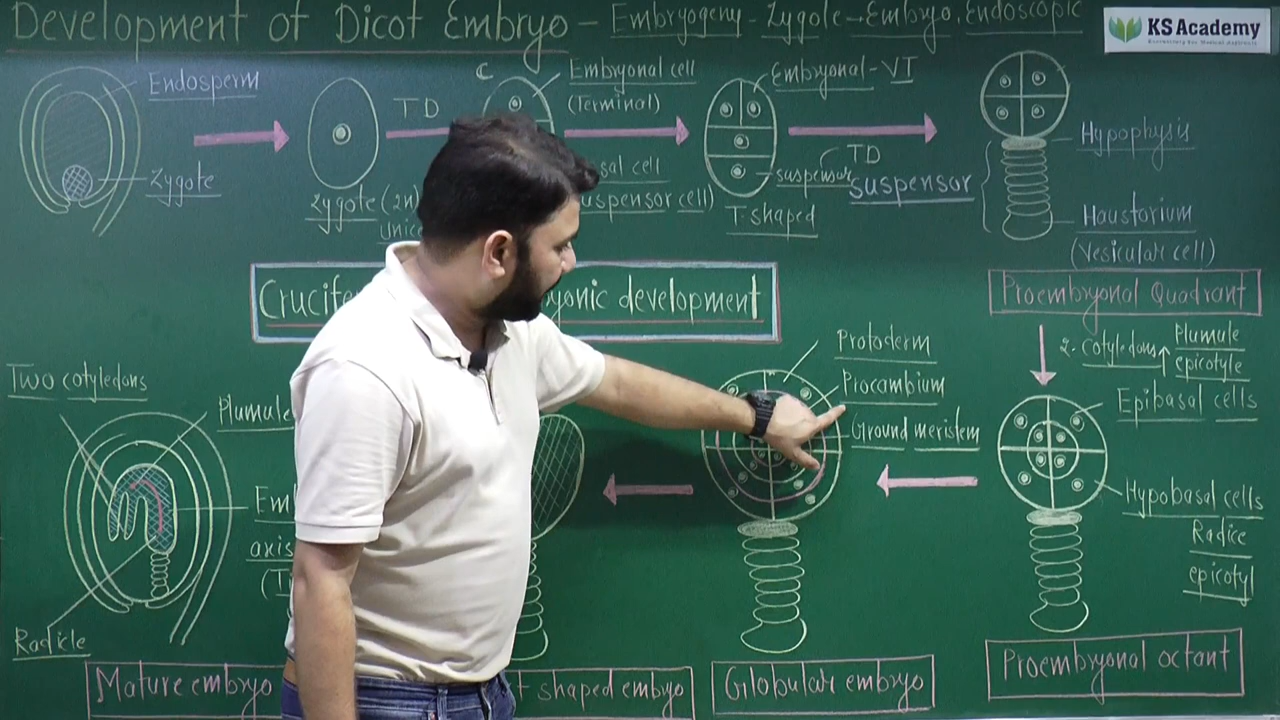 Development of Dicot Embryo - Embryogeny - Zygote → Embryo, Endoscopic
KS Academy
Endosperm
Zygote
TD
Zygote (2n)
C
Embryonal cell
(Terminal)
cell
suspensor cell)
Embryonal - VI
suspensor
T-shaped
TD
suspensor
Hypophysis
Haustorium
(Vesicular cell)
Proembryonal Quadrant
yonic development
2-Cotyledons
Plumule
epicotyle
Epibasal cells
Hypobasal cells
Radice
epicotyl
Proembryonal octant
Protoderm
Procambium
Ground meristem
Globular embryo
t shaped embryo
Two cotyledons
Plumule
axis
Radicle
Mature embryo